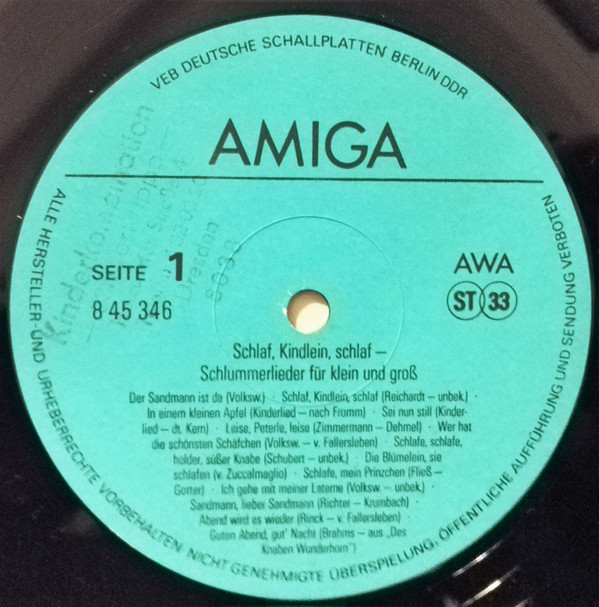 VEB DEUTSCHE SCHALLPLATTEN BERLIN DDR
AMIGA
SEITE 1
8 45 346
AWA
ST 33
Schlaf, Kindlein, schlaf –
Schlummerlieder für klein und groß
Der Sandmann ist da (Volksw.) · Schlaf, Kindlein, schlaf (Reichardt – unbek.) ·
In einem kleinen Apfel (Kinderlied – nach Fromm) · Sei nun still (Kinder-
lied – dt. Kern) · Leise, Peterle, leise (Zimmermann – Dehmel) · Wer hat
die schönsten Schäfchen (Volksw. – v. Fallersleben) · Schlafe, schlafe,
holder, süßer Knabe (Schubert – unbek.) · Die Blümelein, sie
schlafen (v. Zuccalmaglio) · Schlafe, mein Prinzchen (Fließ –
Gotter) · Ich gehe mit meiner Laterne (Volksw. – unbek.) ·
Sandmann, lieber Sandmann (Richter – Krumbach) ·
Abend wird es wieder (Rinck – v. Fallersleben) ·
Guten Abend, gut' Nacht (Brahms – aus „Des
Knaben Wunderhorn")
ALLE HERSTELLER- UND URHEBERRECHTE VORBEHALTEN NICHT GENEHMIGTE ÜBERSPIELUNG, ÖFFENTLICHE AUFFÜHRUNG UND SENDUNG VERBOTEN
Dresden